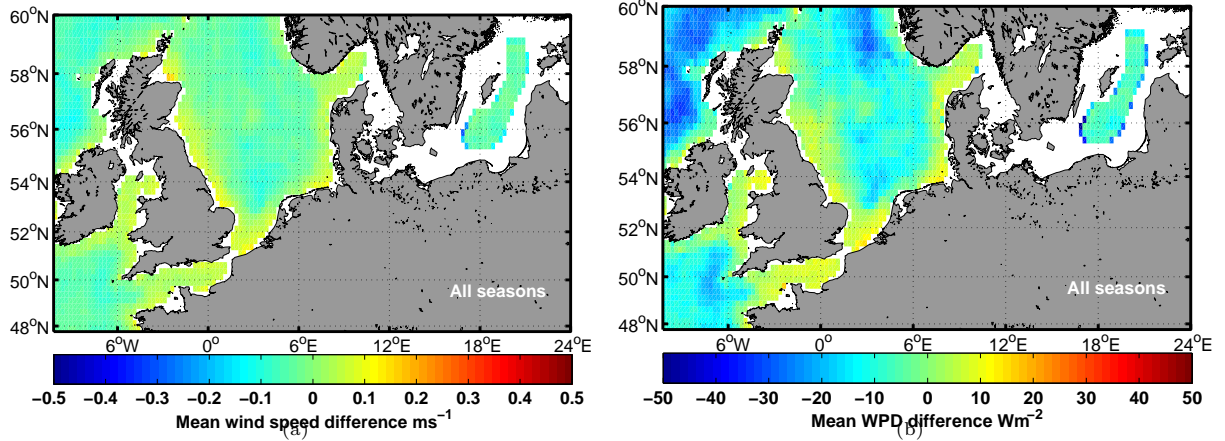 60°N
58°N
56°N
54°N
52°N
50°N
48°N
6°W 0° 6°E 12°E 18°E 24°E
All seasons
−0.5 −0.4 −0.3 −0.2 −0.1 0 0.1 0.2 0.3 0.4 0.5
Mean wind speed difference ms−1
(a)
60°N
58°N
56°N
54°N
52°N
50°N
48°N
6°W 0° 6°E 12°E 18°E 24°E
All seasons
−50 −40 −30 −20 −10 0 10 20 30 40 50
Mean WPD difference Wm−2
(b)